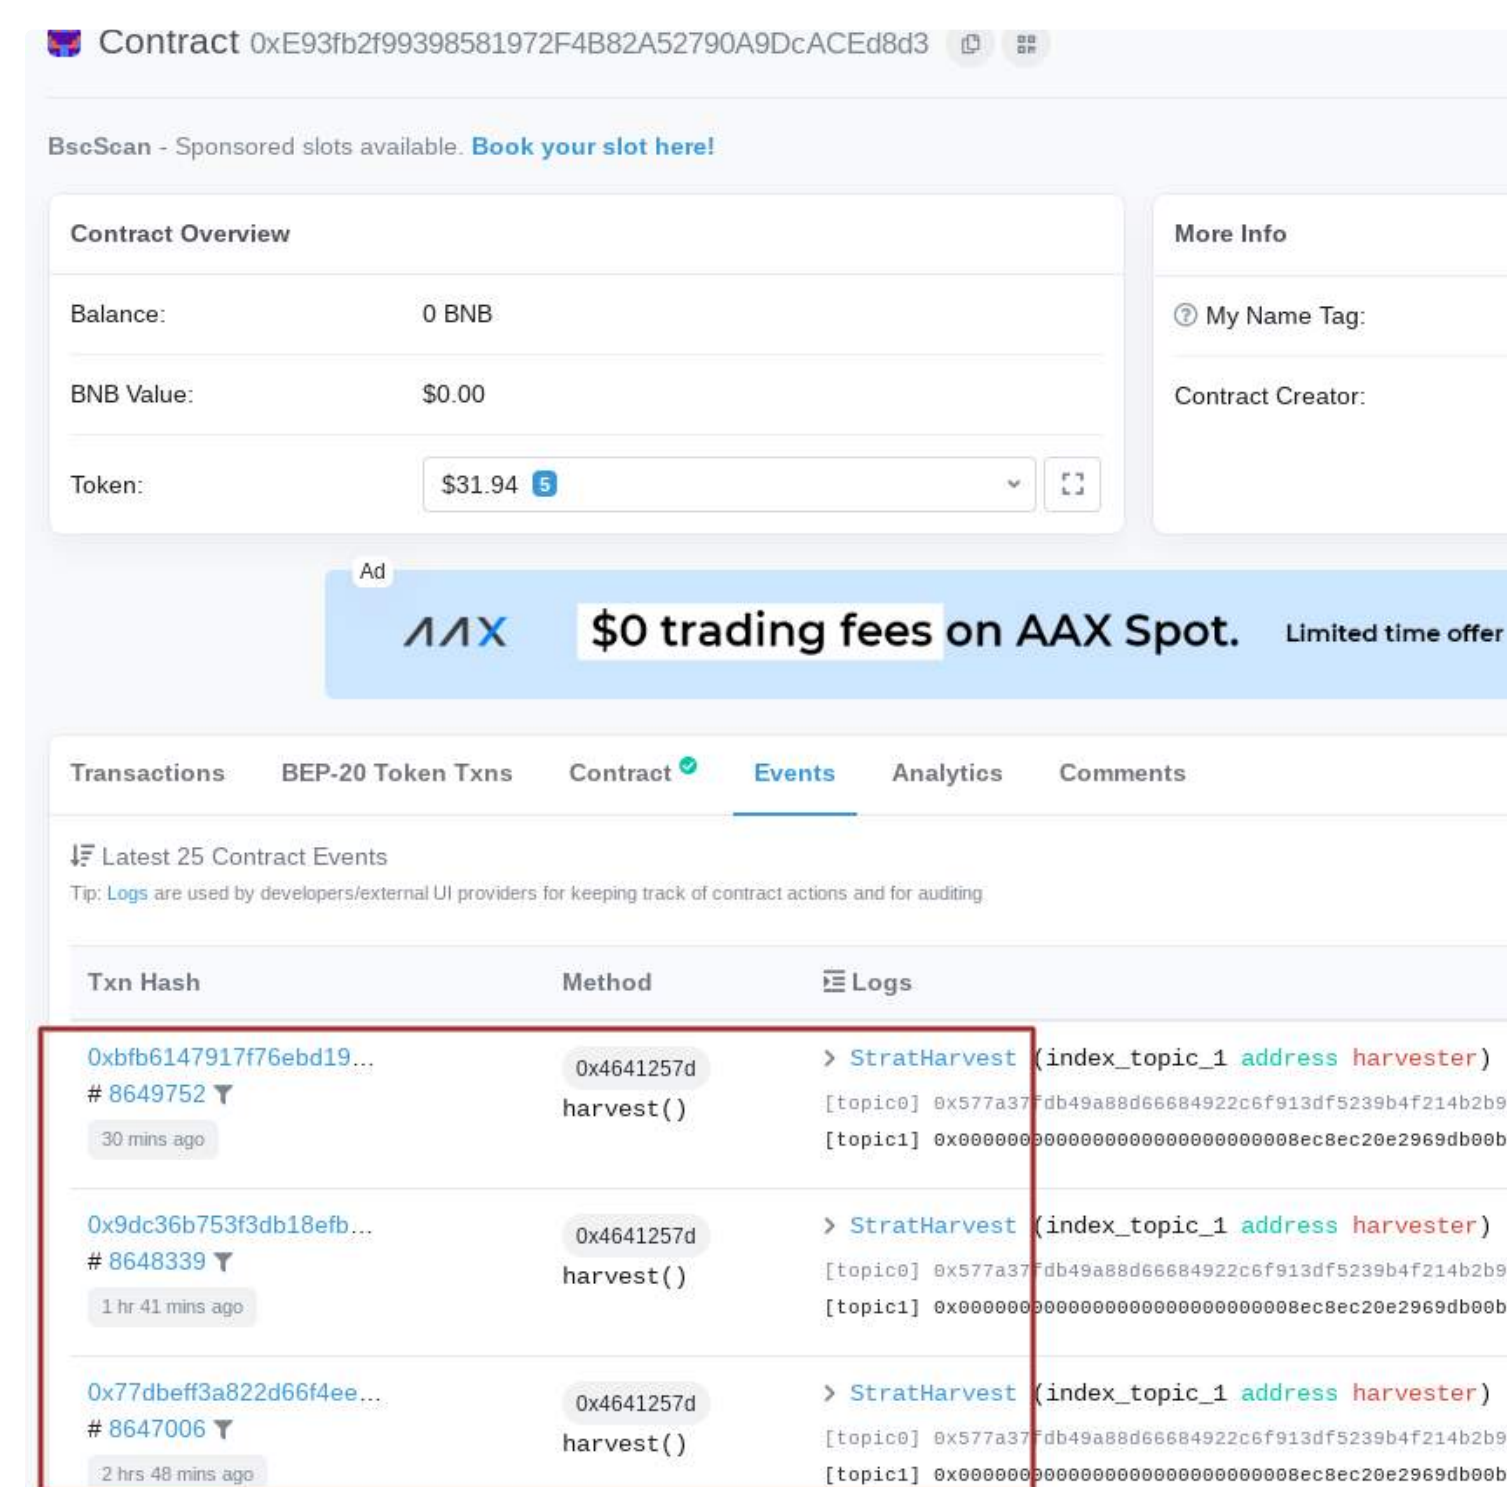 Contract 0xE93fb2f99398581972F4B82A52790A9DcACEd8d3
BscScan - Sponsored slots available. Book your slot here!
Contract Overview
Balance: 0 BNB
BNB Value: $0.00
Token: $31.94 5
More Info
My Name Tag:
Contract Creator:
Ad
AAX $0 trading fees on AAX Spot. Limited time offer
Transactions BEP-20 Token Txns Contract Events Analytics Comments
Latest 25 Contract Events
Tip: Logs are used by developers/external UI providers for keeping track of contract actions and for auditing
Txn Hash Method Logs
0xbfb6147917f76ebd19... 0x4641257d > StratHarvest (index_topic_1 address harvester)
# 8649752 harvest() [topic0] 0x577a37fdb49a88d66684922c6f913df5239b4f214b2b9
30 mins ago [topic1] 0x0000000000000000000000000008ec8ec20e2969db00b
0x9dc36b753f3db18efb... 0x4641257d > StratHarvest (index_topic_1 address harvester)
# 8648339 harvest() [topic0] 0x577a37fdb49a88d66684922c6f913df5239b4f214b2b9
1 hr 41 mins ago [topic1] 0x0000000000000000000000000008ec8ec20e2969db00b
0x77dbeff3a822d66f4ee... 0x4641257d > StratHarvest (index_topic_1 address harvester)
# 8647006 harvest() [topic0] 0x577a37fdb49a88d66684922c6f913df5239b4f214b2b9
2 hrs 48 mins ago [topic1] 0x0000000000000000000000000008ec8ec20e2969db00b